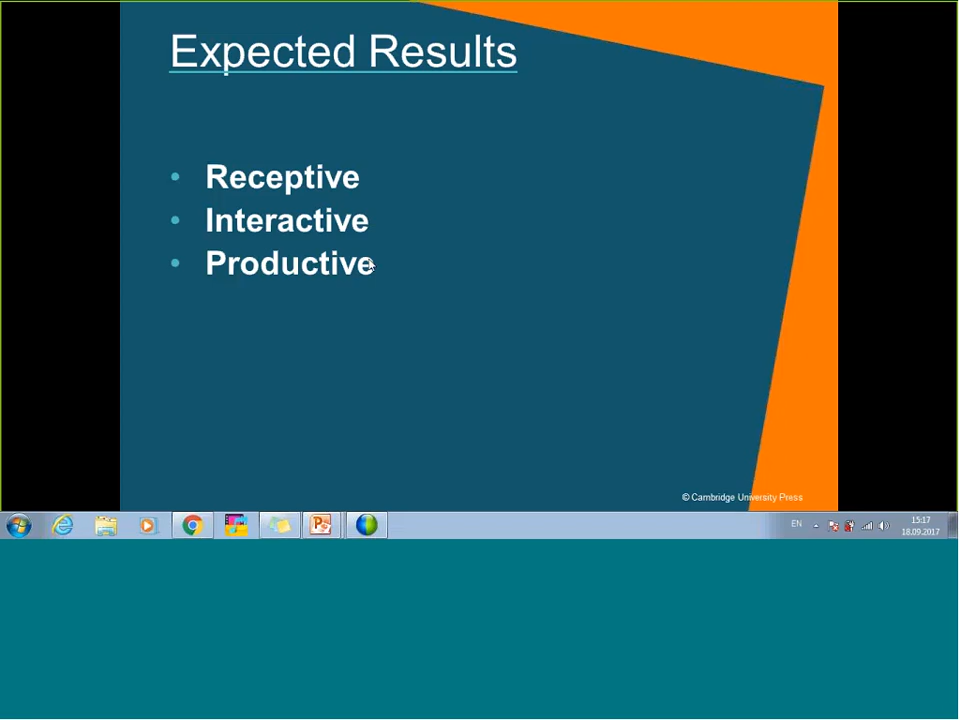 Expected Results
• Receptive
• Interactive
• Productive
© Cambridge University Press
EN
15:17
18.09.2017